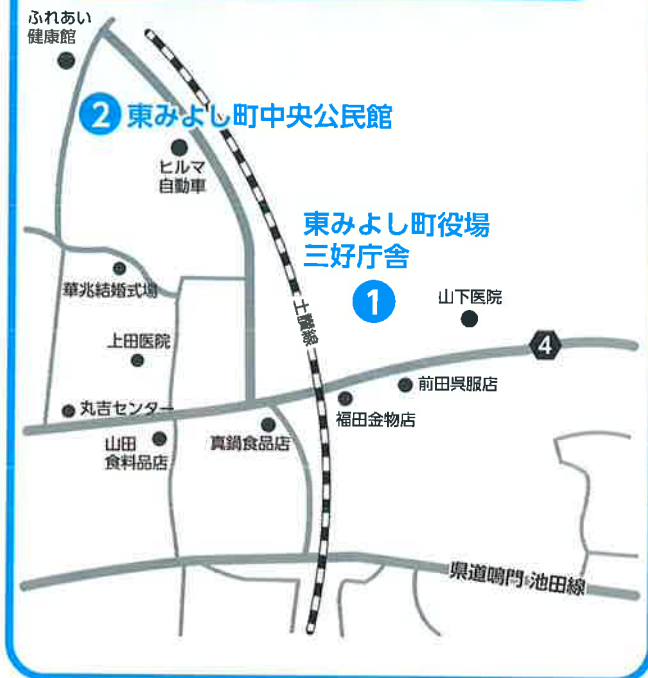 ふれあい
健康館
2 東みよし町中央公民館
ヒルマ
自動車
東みよし町役場
三好庁舎
1
山下医院
華兆結婚式場
土讃線
4
上田医院
前田呉服店
丸吉センター
福田金物店
山田
食料品店
真鍋食品店
県道鳴門・池田線